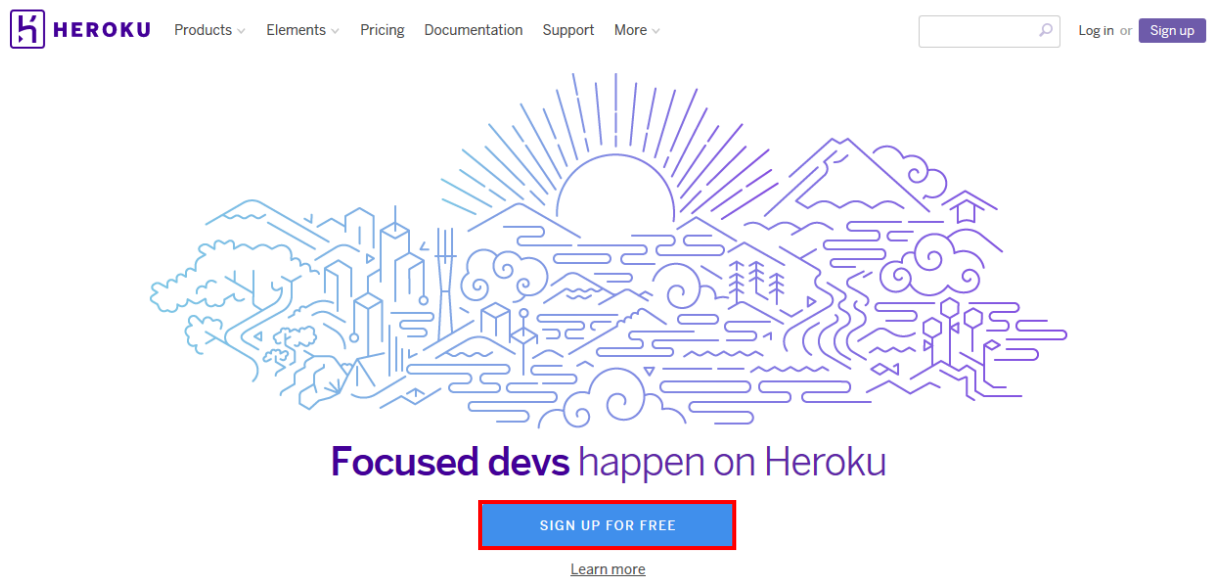 HEROKU Products Elements Pricing Documentation Support More Log in or Sign up
Focused devs happen on Heroku
SIGN UP FOR FREE
Learn more